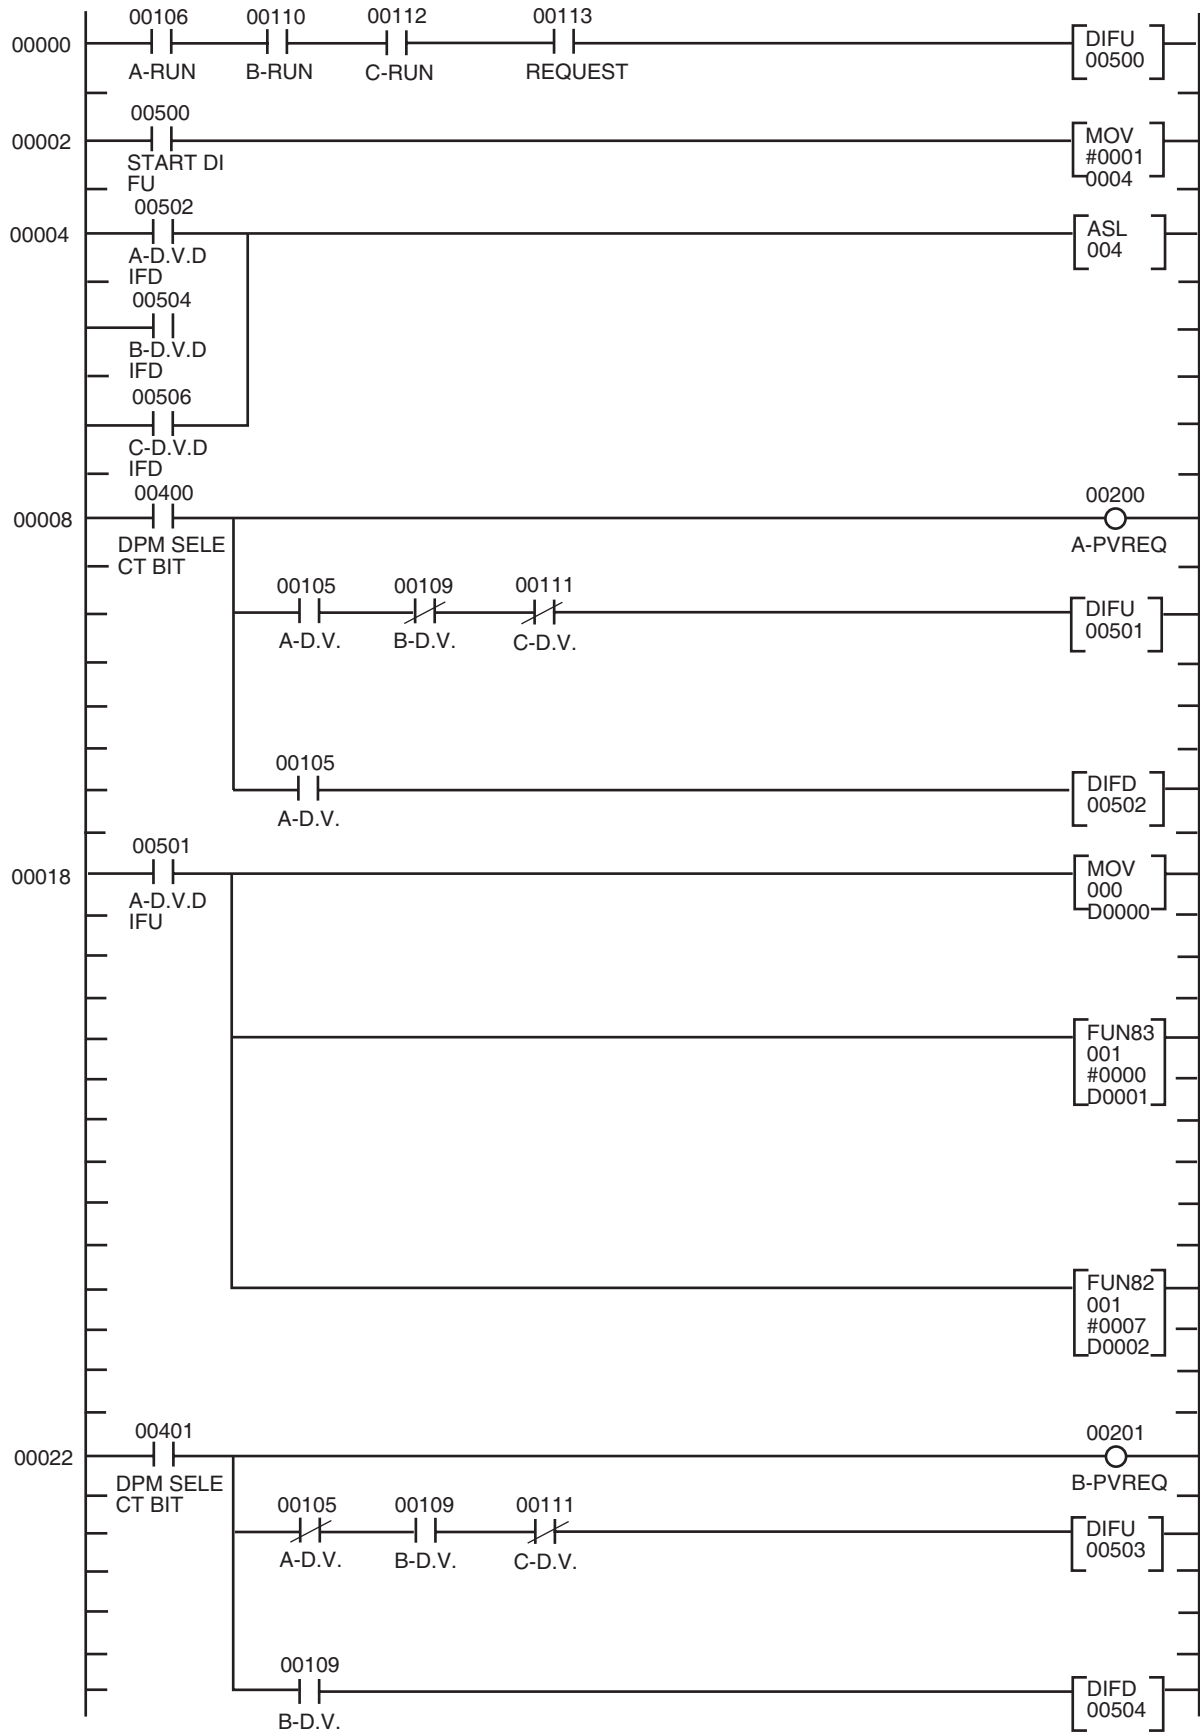 00106 00110 00112 00113
00000 DIFU
00500
A-RUN B-RUN C-RUN REQUEST
00500
00002 MOV
#0001
0004
START DI
FU
00502
00004 ASL
004
A-D.V.D
IFD
00504
B-D.V.D
IFD
00506
C-D.V.D
IFD
00400 00200
00008
DPM SELE
CT BIT
A-PVREQ
00105 00109 00111
DIFU
00501
A-D.V. B-D.V. C-D.V.
00105
DIFD
00502
A-D.V.
00501
00018 MOV
000
D0000
A-D.V.D
IFU
FUN83
001
#0000
D0001
FUN82
001
#0007
D0002
00401 00201
00022
DPM SELE
CT BIT
B-PVREQ
00105 00109 00111
DIFU
00503
A-D.V. B-D.V. C-D.V.
00109
DIFD
00504
B-D.V.